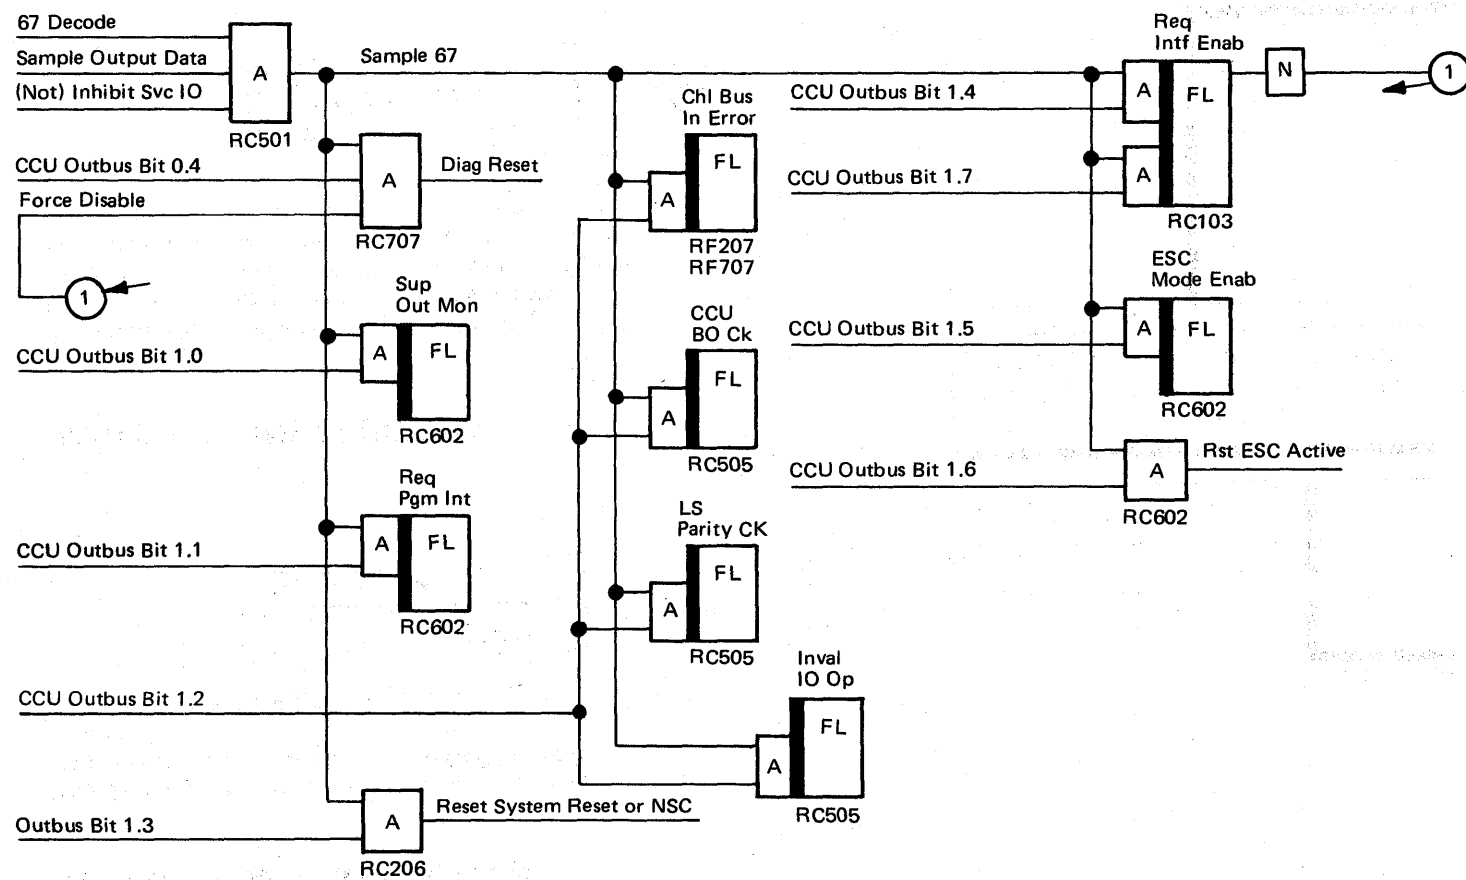 67 Decode
Sample Output Data
(Not) Inhibit Svc IO
A
RC501
Sample 67
CCU Outbus Bit 0.4
Force Disable
A
RC707
Diag Reset
1
Sup
Out Mon
CCU Outbus Bit 1.0
A
FL
RC602
Req
Pgm Int
CCU Outbus Bit 1.1
A
FL
RC602
CCU Outbus Bit 1.2
Outbus Bit 1.3
A
RC206
Reset System Reset or NSC
Chl Bus
In Error
A
FL
RF207
RF707
CCU
BO Ck
A
FL
RC505
LS
Parity CK
A
FL
RC505
Inval
IO Op
A
FL
RC505
Req
Intf Enab
CCU Outbus Bit 1.4
A
FL
N
1
CCU Outbus Bit 1.7
A
RC103
ESC
Mode Enab
CCU Outbus Bit 1.5
A
FL
RC602
CCU Outbus Bit 1.6
A
RC602
Rst ESC Active